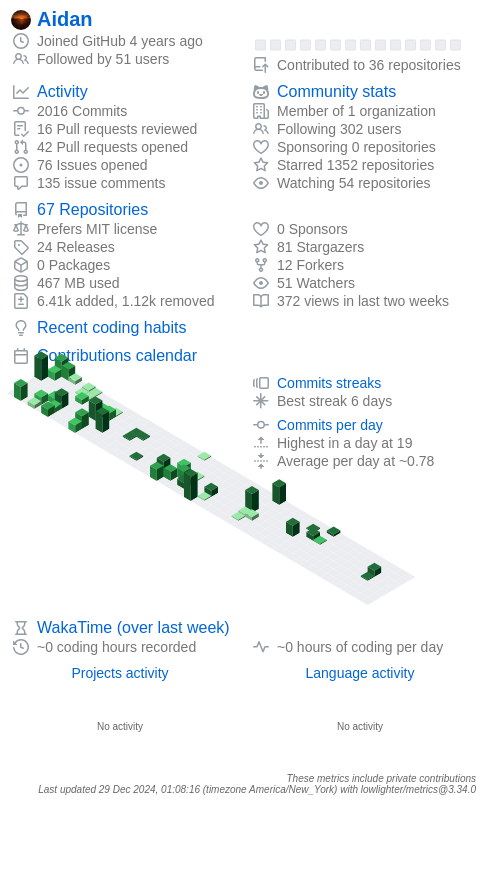 Aidan
Joined GitHub 4 years ago
Followed by 51 users
Contributed to 36 repositories
Activity
2016 Commits
16 Pull requests reviewed
42 Pull requests opened
76 Issues opened
135 issue comments
Community stats
Member of 1 organization
Following 302 users
Sponsoring 0 repositories
Starred 1352 repositories
Watching 54 repositories
67 Repositories
Prefers MIT license
24 Releases
0 Packages
467 MB used
6.41k added, 1.12k removed
0 Sponsors
81 Stargazers
12 Forkers
51 Watchers
372 views in last two weeks
Recent coding habits
Contributions calendar
Commits streaks
Best streak 6 days
Commits per day
Highest in a day at 19
Average per day at ~0.78
WakaTime (over last week)
~0 coding hours recorded
~0 hours of coding per day
Projects activity
No activity
Language activity
No activity
These metrics include private contributions
Last updated 29 Dec 2024, 01:08:16 (timezone America/New_York) with lowlighter/metrics@3.34.0